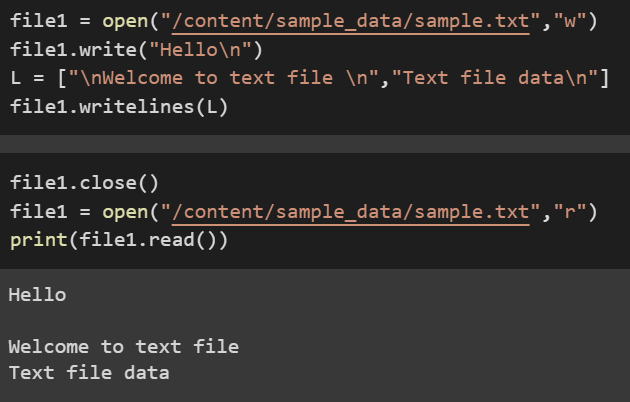 file1 = open("/content/sample_data/sample.txt","w")
file1.write("Hello\n")
L = ["\nWelcome to text file \n","Text file data\n"]
file1.writelines(L)
file1.close()
file1 = open("/content/sample_data/sample.txt","r")
print(file1.read())
Hello
Welcome to text file
Text file data